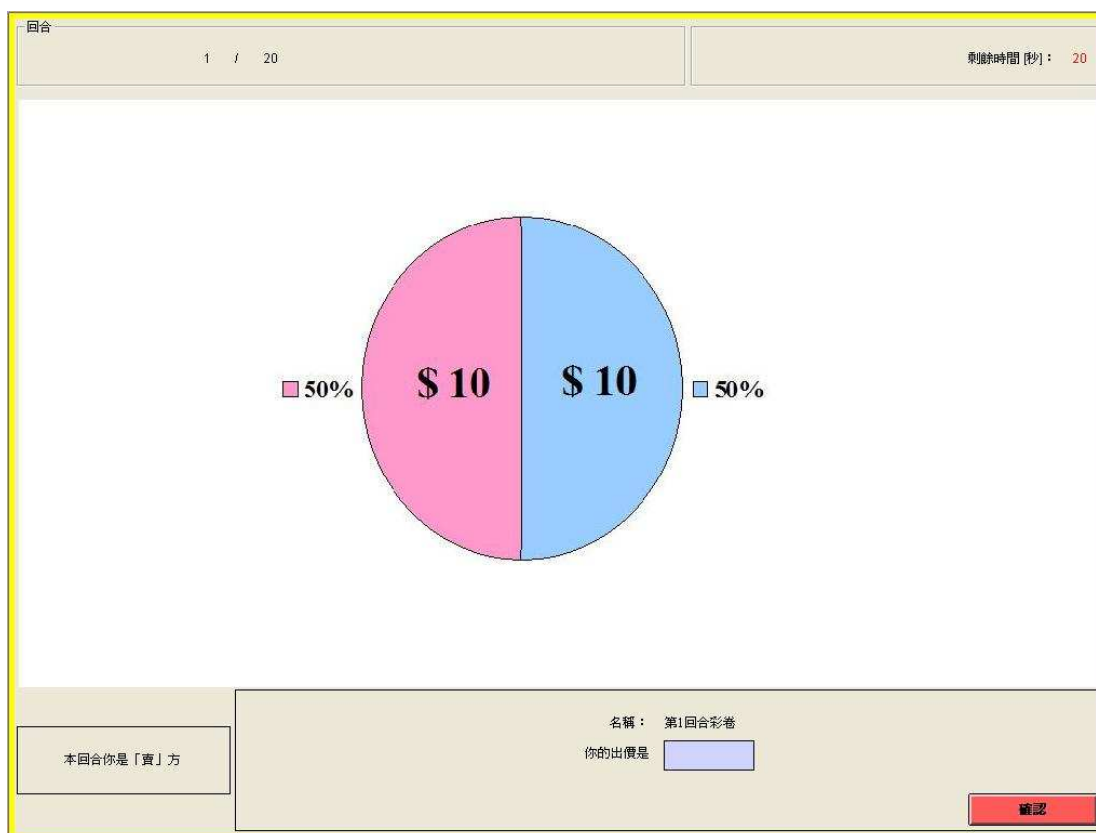 回合
1 / 20
剩餘時間 [秒]： 20
50%
$ 10
$ 10
50%
名稱： 第1回合彩卷
你的出價是
本回合你是「賣」方
確認